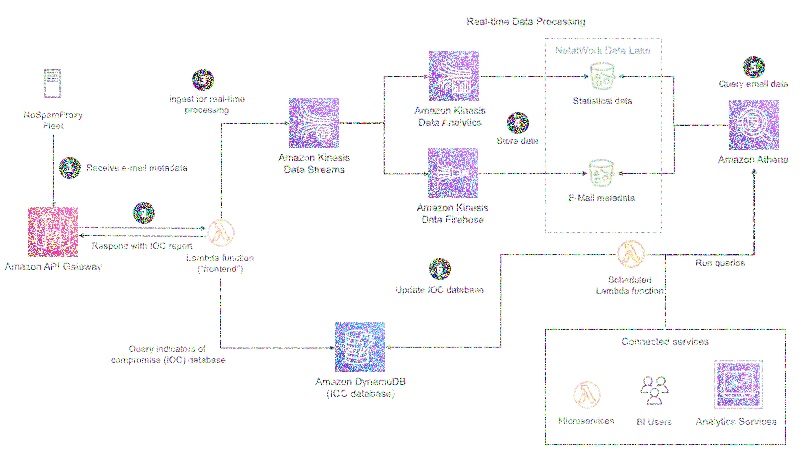 Real-time Data Processing
NetatWork Data Lake
NoSpamProxy
Fleet
Ingest for real-time
processing
Amazon Kinesis
Data Streams
Amazon Kinesis
Data Analytics
Statistical data
Query email data
Store data
Amazon Athena
Receive e-mail metadata
Amazon Kinesis
Data Firehose
E-Mail metadata
Respond with IOC report
Amazon API Gateway
Lambda function
("frontend")
Update IOC database
Scheduled
Lambda function
Run queries
Query indicators of
compromise (IOC) database
Amazon DynamoDB
(IOC database)
Connected services
Microservices
BI Users
Analytics Services